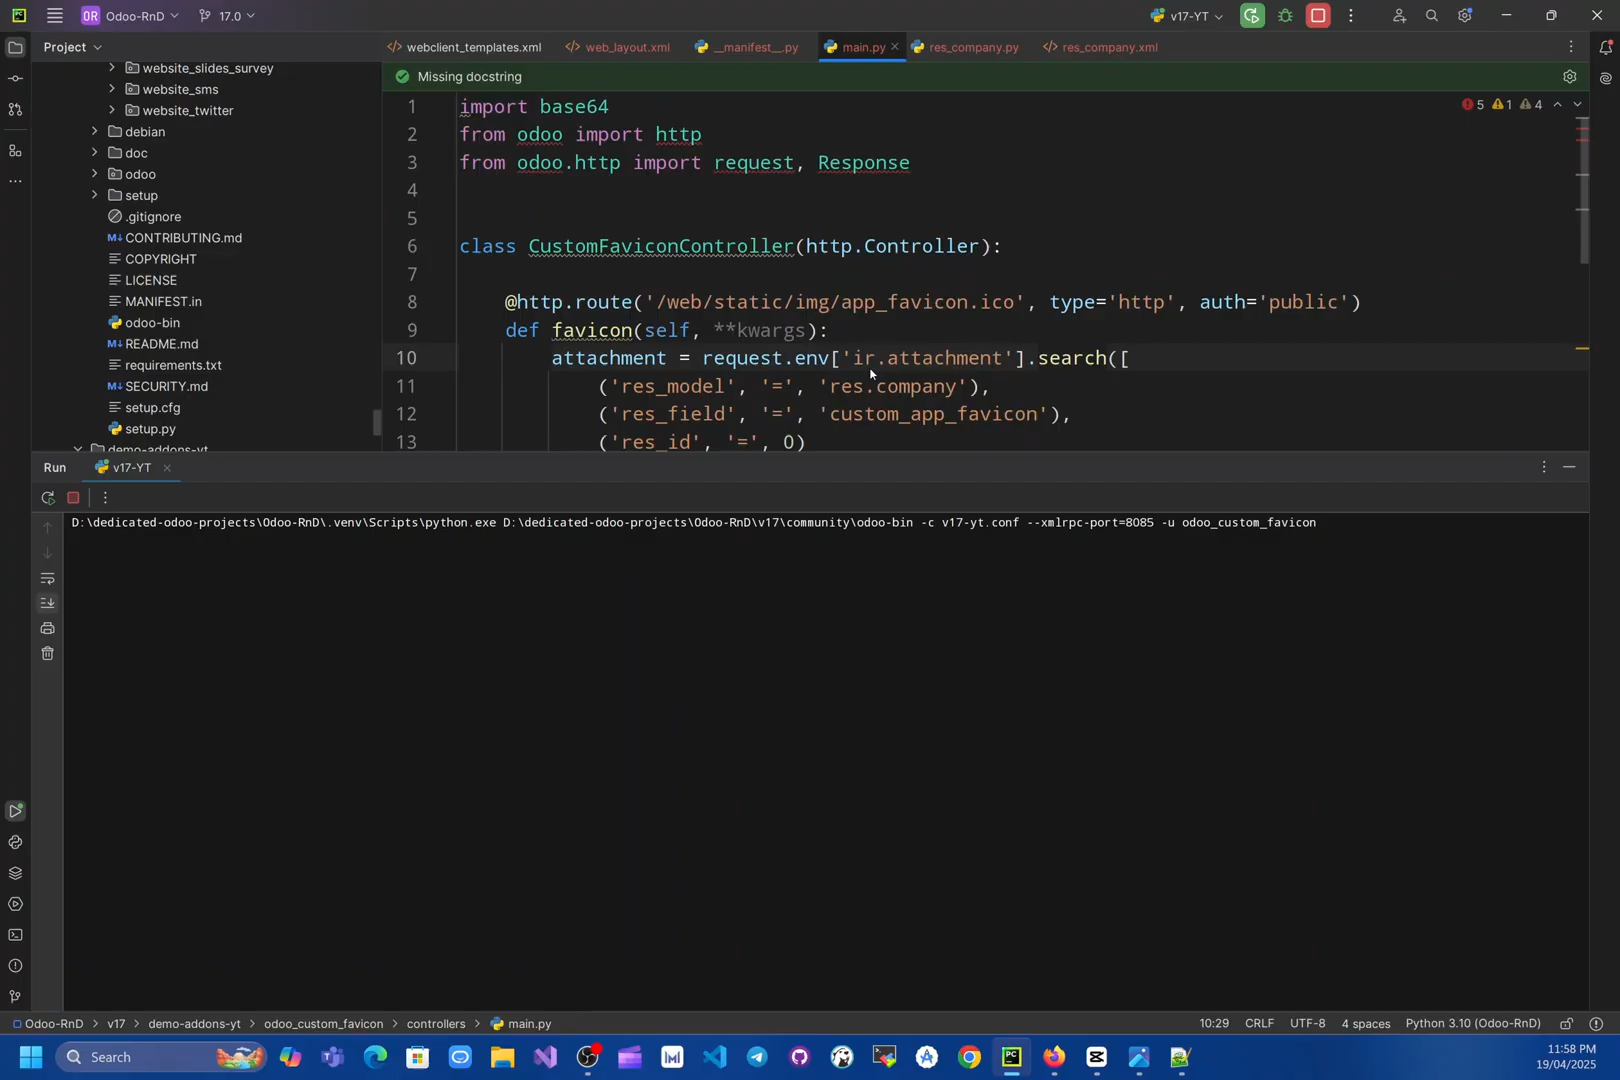 OR Odoo-RnD 17.0 v17-YT
Project
webclient_templates.xml web_layout.xml __manifest__.py main.py res_company.py res_company.xml
Missing docstring
5 1 4
website_slides_survey
website_sms
website_twitter
debian
doc
odoo
setup
.gitignore
CONTRIBUTING.md
COPYRIGHT
LICENSE
MANIFEST.in
odoo-bin
README.md
requirements.txt
SECURITY.md
setup.cfg
setup.py
demo-addons-yt
1 import base64
2 from odoo import http
3 from odoo.http import request, Response
4
5
6 class CustomFaviconController(http.Controller):
7
8 @http.route('/web/static/img/app_favicon.ico', type='http', auth='public')
9 def favicon(self, **kwargs):
10 attachment = request.env['ir.attachment'].search([
11 ('res_model', '=', 'res.company'),
12 ('res_field', '=', 'custom_app_favicon'),
13 ('res_id', '=', 0)
Run v17-YT
D:\dedicated-odoo-projects\Odoo-RnD\.venv\Scripts\python.exe D:\dedicated-odoo-projects\Odoo-RnD\v17\community\odoo-bin -c v17-yt.conf --xmlrpc-port=8085 -u odoo_custom_favicon
Odoo-RnD > v17 > demo-addons-yt > odoo_custom_favicon > controllers > main.py
10:29 CRLF UTF-8 4 spaces Python 3.10 (Odoo-RnD)
Search
11:58 PM
19/04/2025